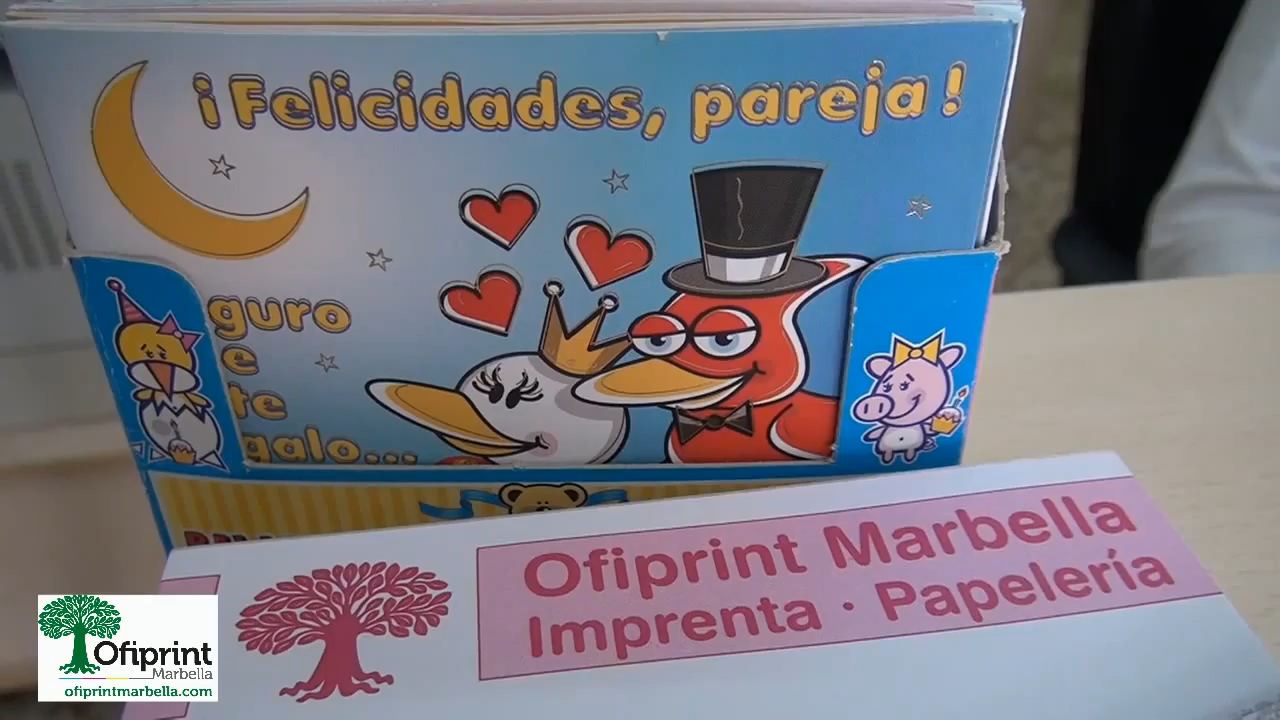 ¡Felicidades, pareja!
guro
e
te
galo...
Ofiprint Marbella
Imprenta · Papelería
Ofiprint
Marbella
ofiprintmarbella.com